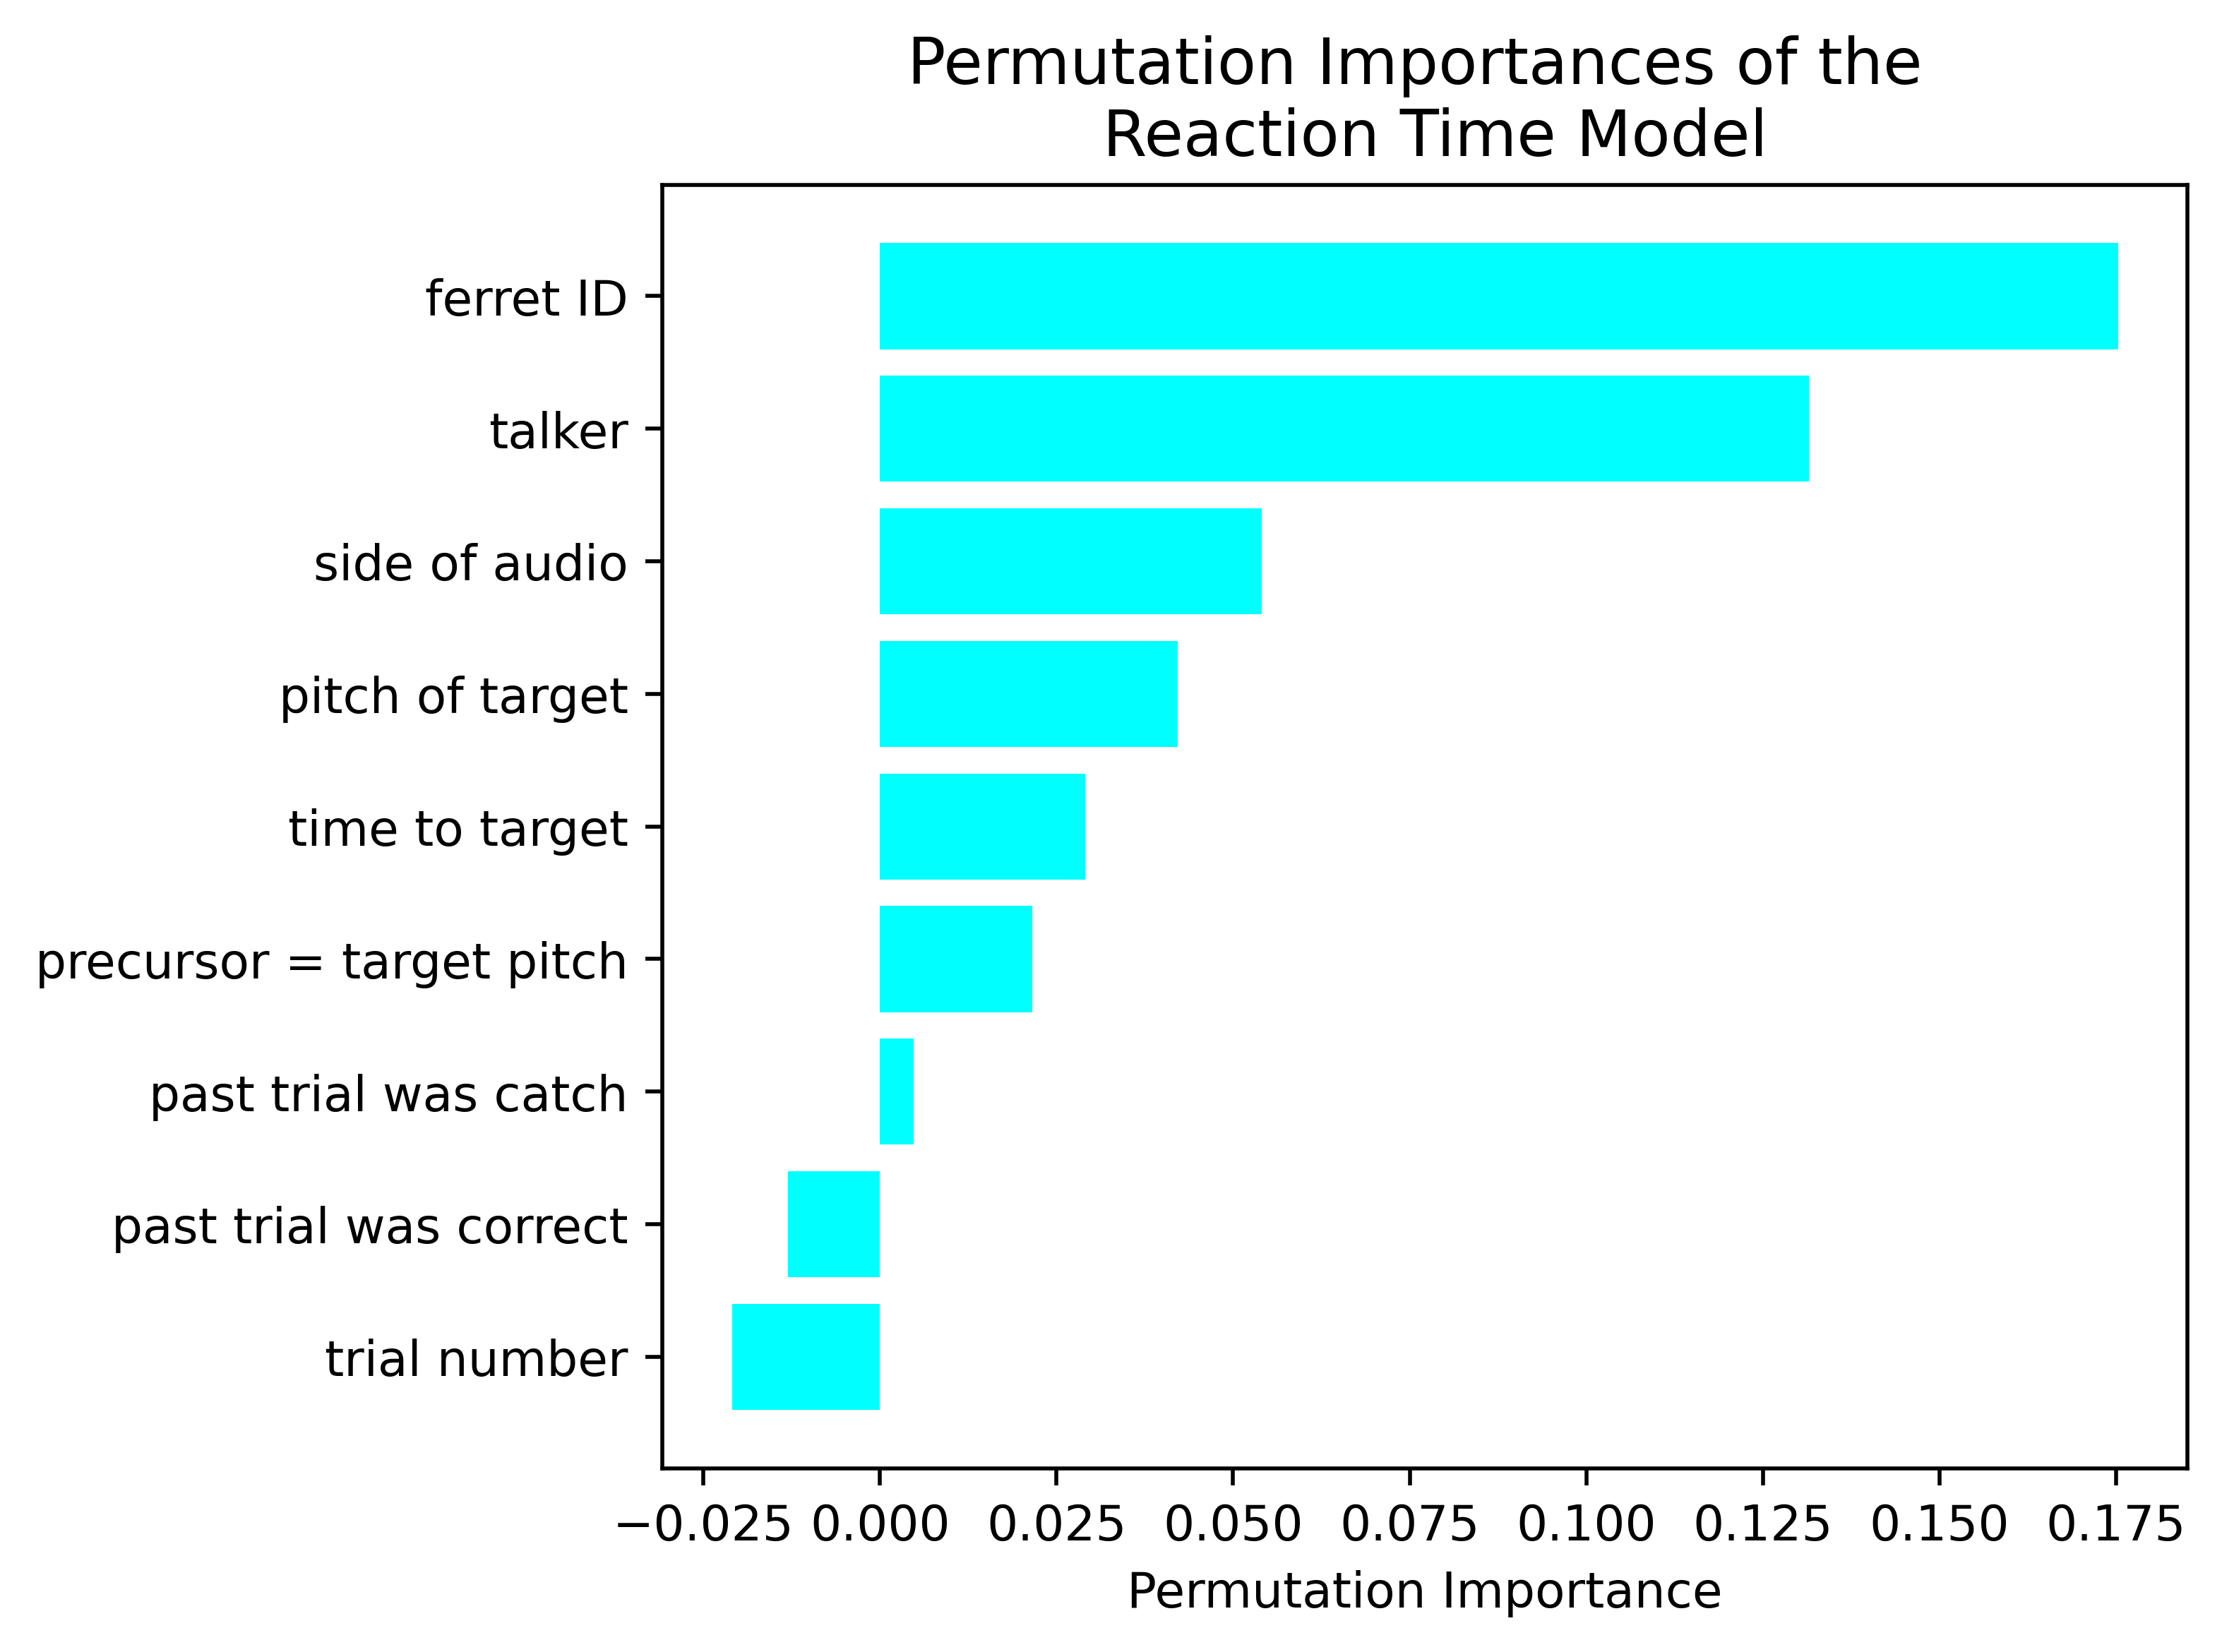 Permutation Importances of the
Reaction Time Model
ferret ID
talker
side of audio
pitch of target
time to target
precursor = target pitch
past trial was catch
past trial was correct
trial number
−0.025 0.000 0.025 0.050 0.075 0.100 0.125 0.150 0.175
Permutation Importance